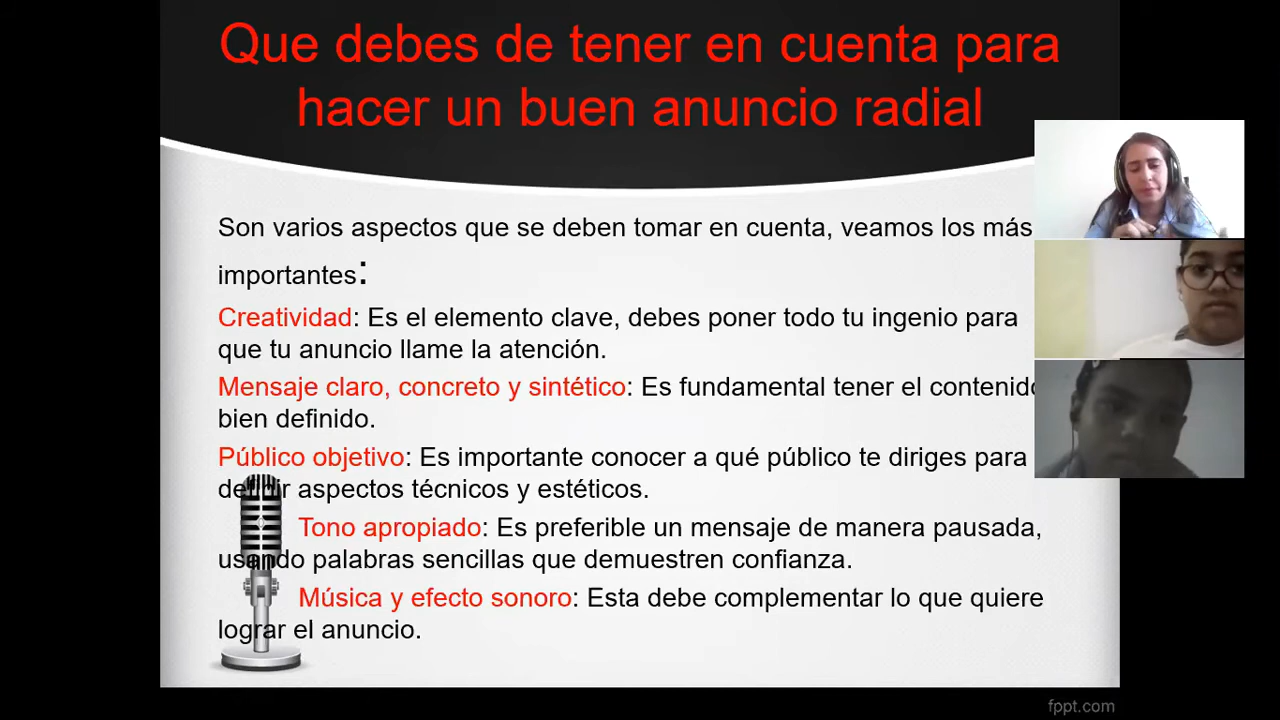 Que debes de tener en cuenta para
hacer un buen anuncio radial
Son varios aspectos que se deben tomar en cuenta, veamos los más
importantes:
Creatividad: Es el elemento clave, debes poner todo tu ingenio para
que tu anuncio llame la atención.
Mensaje claro, concreto y sintético: Es fundamental tener el contenido
bien definido.
Público objetivo: Es importante conocer a qué público te diriges para
definir aspectos técnicos y estéticos.
Tono apropiado: Es preferible un mensaje de manera pausada,
usando palabras sencillas que demuestren confianza.
Música y efecto sonoro: Esta debe complementar lo que quiere
lograr el anuncio.
fppt.com